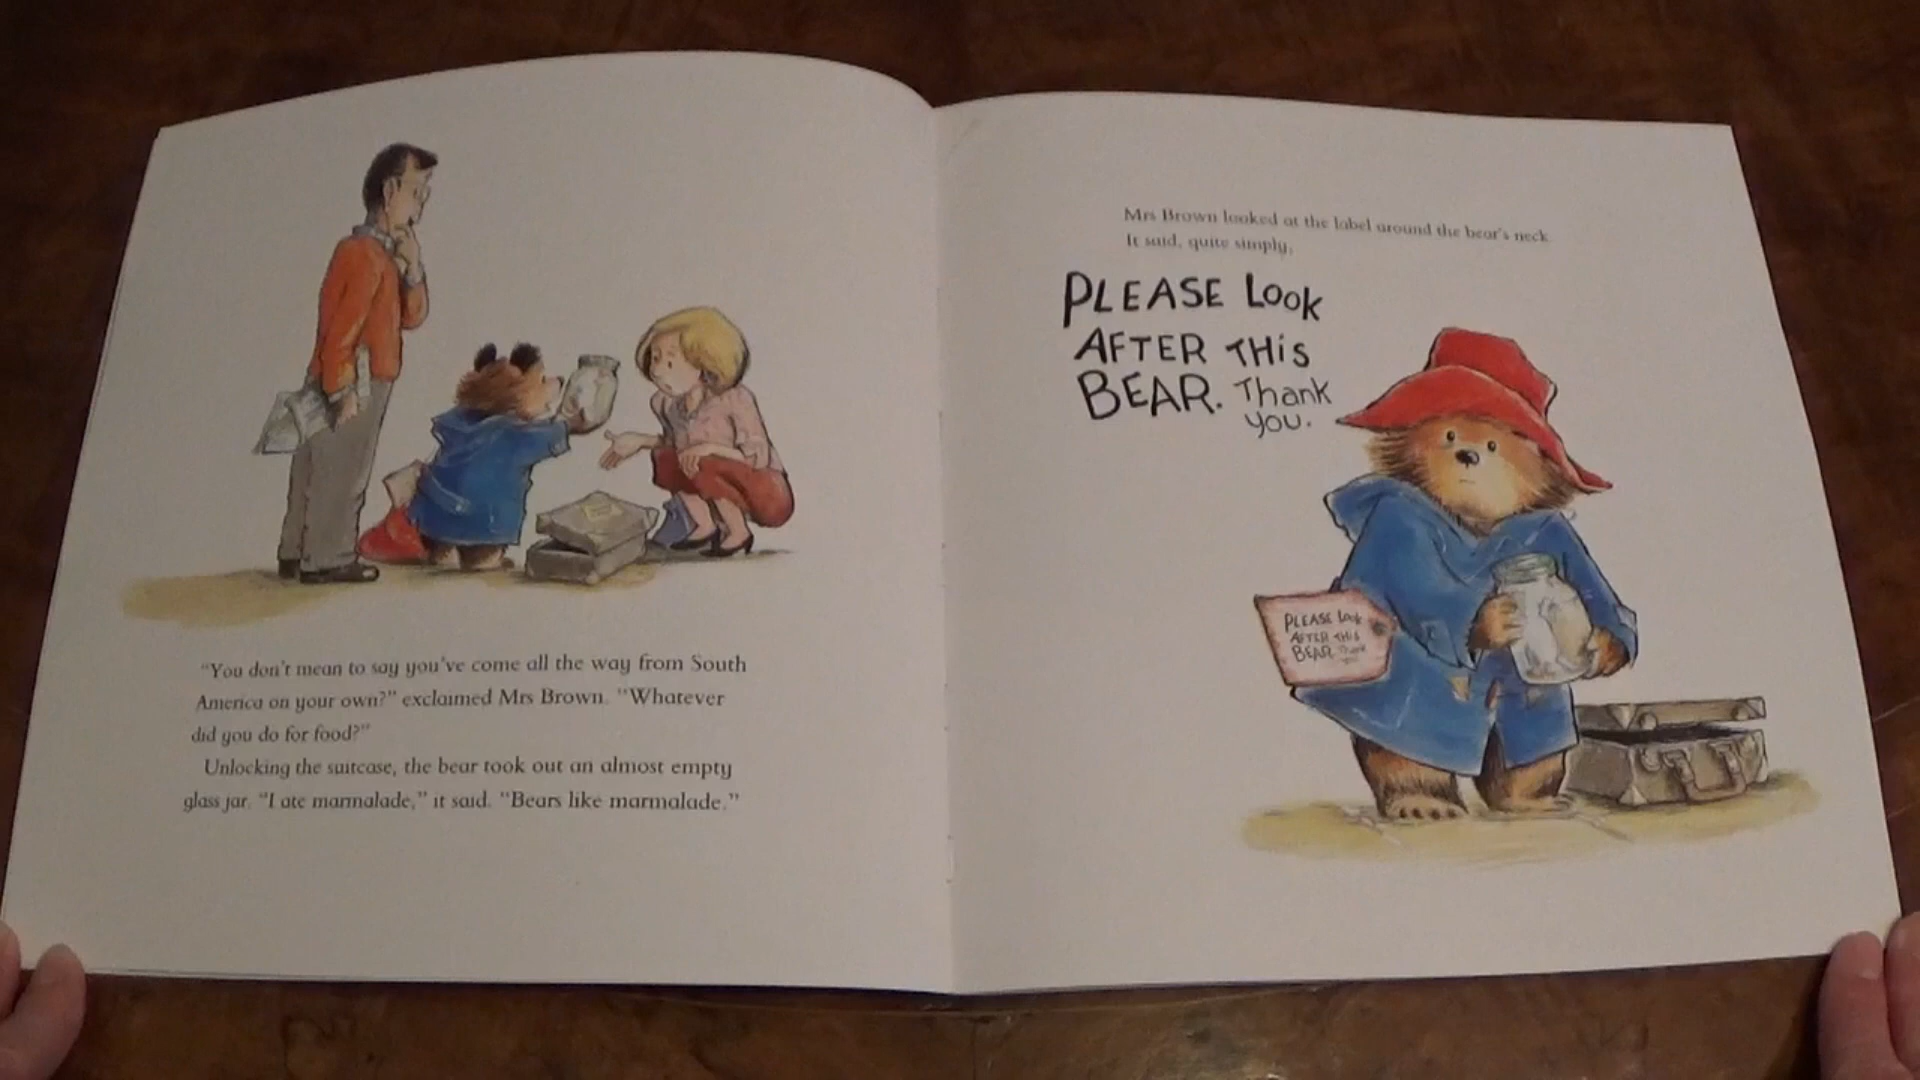 "You don't mean to say you've come all the way from South
America on your own?" exclaimed Mrs Brown. "Whatever
did you do for food?"
Unlocking the suitcase, the bear took out an almost empty
glass jar. "I ate marmalade," it said. "Bears like marmalade."
Mrs Brown looked at the label around the bear's neck.
It said, quite simply,
PLEASE Look
AFTER THiS
BEAR. Thank
you.
PLEASE Look
AFTER THiS
BEAR. Thank
you.